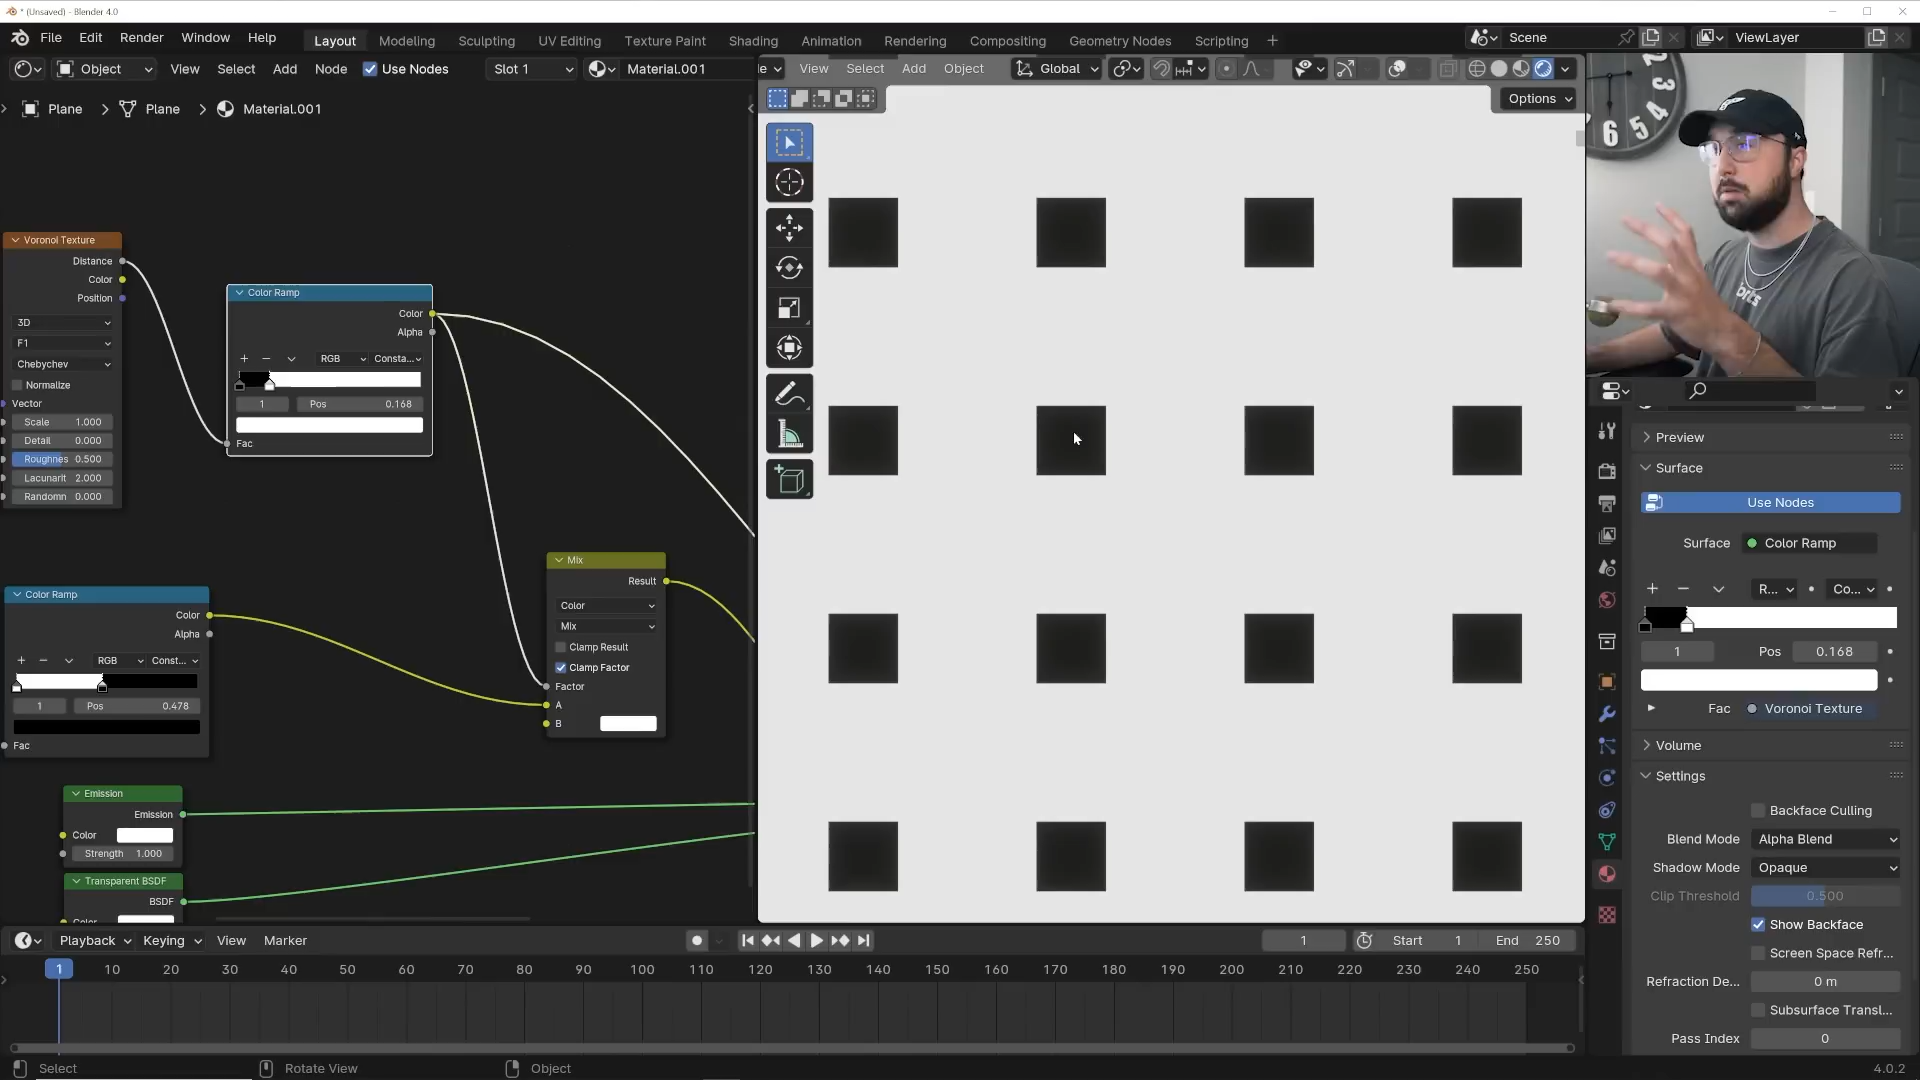 * (Unsaved) - Blender 4.0
File Edit Render Window Help Layout Modeling Sculpting UV Editing Texture Paint Shading Animation Rendering Compositing Geometry Nodes Scripting + Scene ViewLayer
Object View Select Add Node Use Nodes Slot 1 Material.001
View Select Add Object Global
Options
Plane > Plane > Material.001
Voronoi Texture
Distance
Color
Position
3D
F1
Chebychev
Normalize
Vector
Scale 1.000
Detail 0.000
Roughnes 0.500
Lacunarit 2.000
Randomn 0.000
Color Ramp
Color
Alpha
RGB Consta...
1 Pos 0.168
Fac
Color Ramp
Color
Alpha
RGB Const...
1 Pos 0.478
Fac
Mix
Result
Color
Mix
Clamp Result
Clamp Factor
Factor
A
B
Emission
Emission
Color
Strength 1.000
Transparent BSDF
BSDF
Color
2
3
4
5
6
Preview
Surface
Use Nodes
Surface Color Ramp
R... Co...
1 Pos 0.168
Fac Voronoi Texture
Volume
Settings
Backface Culling
Blend Mode Alpha Blend
Shadow Mode Opaque
Clip Threshold 0.500
Show Backface
Screen Space Refr...
Refraction De... 0 m
Subsurface Transl...
Pass Index 0
Playback Keying View Marker
1 Start 1 End 250
1 10 20 30 40 50 60 70 80 90 100 110 120 130 140 150 160 170 180 190 200 210 220 230 240 250
Select Rotate View Object 4.0.2